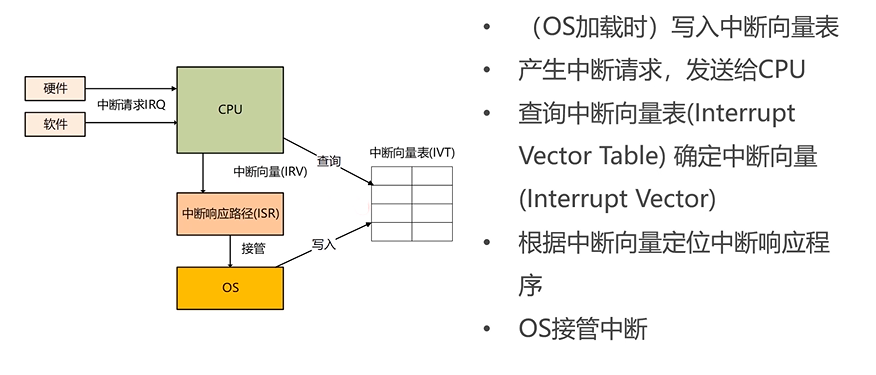 硬件
软件
中断请求IRQ
CPU
中断向量(IRV)
查询
中断向量表(IVT)
中断响应路径(ISR)
接管
写入
OS
• （OS加载时）写入中断向量表
• 产生中断请求，发送给CPU
• 查询中断向量表(Interrupt
Vector Table) 确定中断向量
(Interrupt Vector)
• 根据中断向量定位中断响应程
序
• OS接管中断